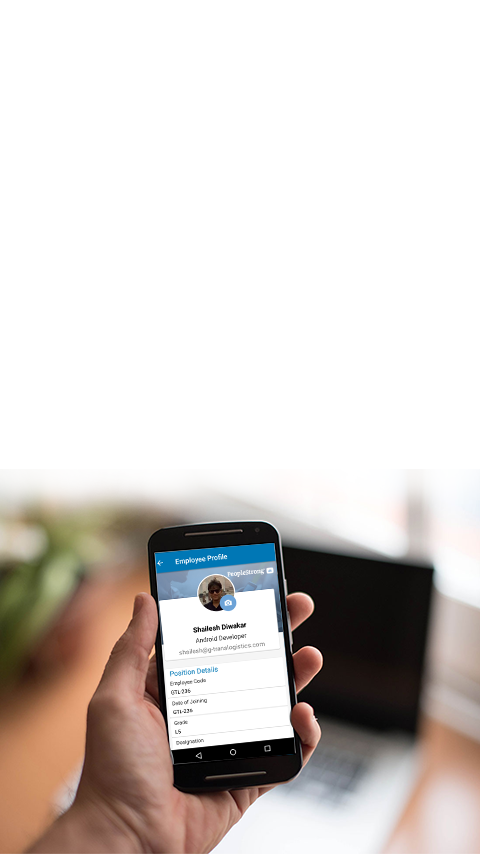 Employee Profile
PeopleStrong
Shailesh Diwakar
Android Developer
shailesh@g-translogistics.com
Position Details
Employee Code
GTL-236
Date of Joining
GTL-236
Grade
L5
Designation